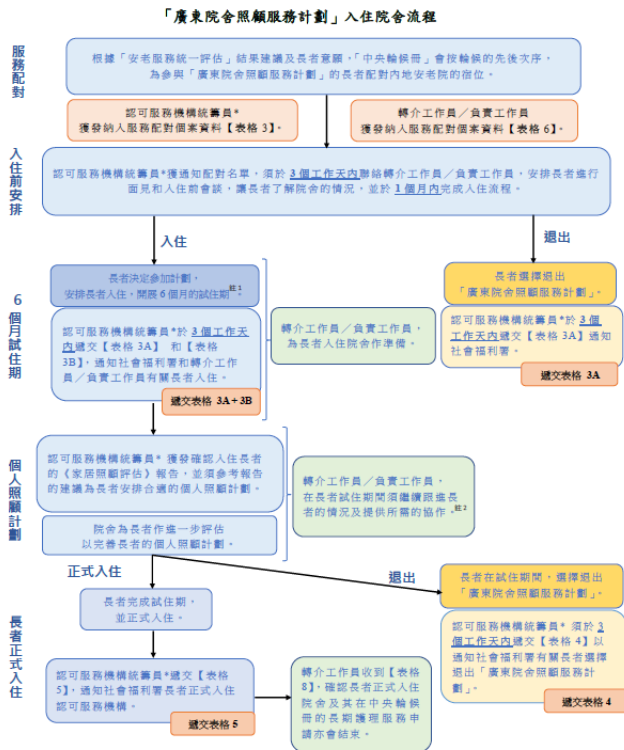 「廣東院舍照顧服務計劃」入住院舍流程
服務配對
根據「安老服務統一評估」結果建議及長者意願，「中央輪候冊」會按輪候的先後次序，
為參與「廣東院舍照顧服務計劃」的長者配對內地安老院的宿位。
認可服務機構統籌員*
獲發納入服務配對個案資料【表格 3】。
轉介工作員／負責工作員
獲發納入服務配對個案資料【表格 6】。
入住前安排
認可服務機構統籌員*獲通知配對名單，須於 3 個工作天內聯絡轉介工作員／負責工作員，安排長者進行
面見和入住前會談，讓長者了解院舍的情況，並於 1 個月內完成入住流程。
入住
退出
6個月試住期
長者決定參加計劃，
安排長者入住，開展 6 個月的試住期註1。
認可服務機構統籌員*於 3 個工作天
內遞交【表格 3A】 和【表格
3B】，通知社會福利署和轉介工作
員／負責工作員有關長者入住。
遞交表格 3A + 3B
轉介工作員／負責工作員，
為長者入住院舍作準備。
長者選擇退出
「廣東院舍照顧服務計劃」。
認可服務機構統籌員*於 3 個
工作天內遞交【表格 3A】通知
社會福利署。
遞交表格 3A
個人照顧計劃
認可服務機構統籌員* 獲發確認入住長者
的《家居照顧評估》報告，並須參考報告
的建議為長者安排合適的個人照顧計劃。
院舍為長者作進一步評估
以完善長者的個人照顧計劃。
轉介工作員／負責工作員，
在長者試住期間須繼續跟進長
者的情況及提供所需的協作。註2
正式入住
退出
長者正式入住
長者完成試住期，
並正式入住。
長者在試住期間，選擇退出
「廣東院舍照顧服務計劃」。
認可服務機構統籌員* 須於 3
個工作天內遞交【表格 4】以
通知社會福利署有關長者選擇
退出「廣東院舍照顧服務計
劃」。
遞交表格 4
認可服務機構統籌員*遞交【表格
5】，通知社會福利署長者正式入住
認可服務機構。
遞交表格 5
轉介工作員收到【表格
8】，確認長者正式入住
院舍及其在中央輪候
冊的長期護理服務申
請亦會結束。